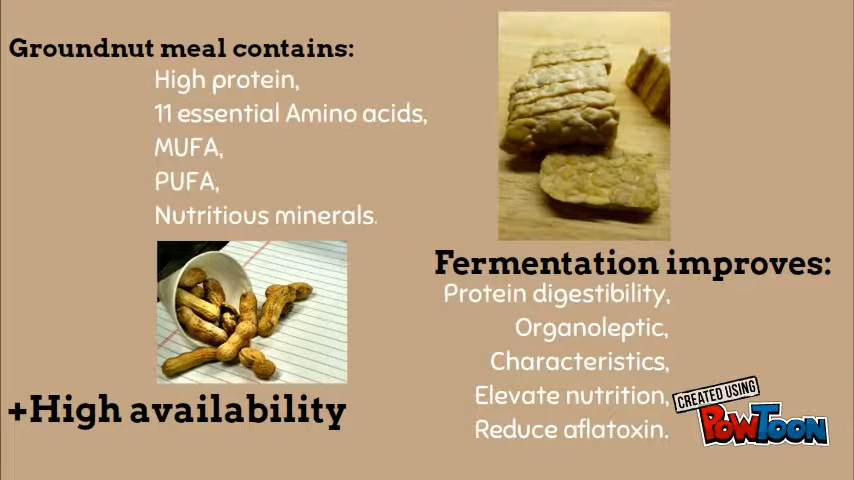 Groundnut meal contains:
High protein,
11 essential Amino acids,
MUFA,
PUFA,
Nutritious minerals.
+High availability
Fermentation improves:
Protein digestibility,
Organoleptic,
Characteristics,
Elevate nutrition,
Reduce aflatoxin.
CREATED USING
POWTOON